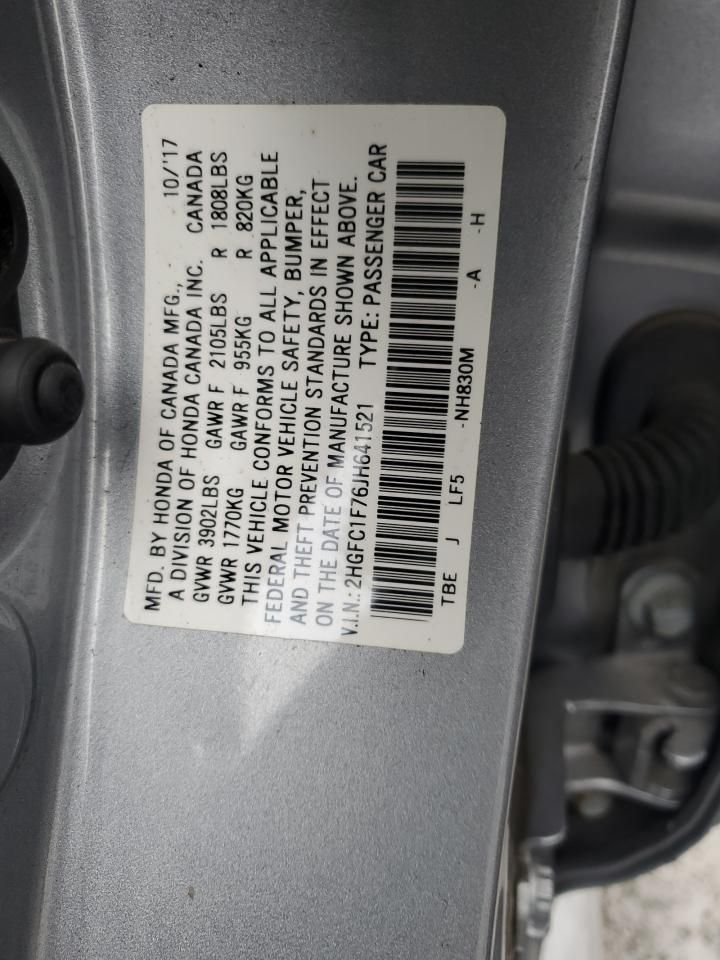 MFD. BY HONDA OF CANADA MFG., 10/'17
A DIVISION OF HONDA CANADA INC. CANADA
GVWR 3902LBS GAWR F 2105LBS R 1808LBS
GVWR 1770KG GAWR F 955KG R 820KG
THIS VEHICLE CONFORMS TO ALL APPLICABLE
FEDERAL MOTOR VEHICLE SAFETY, BUMPER,
AND THEFT PREVENTION STANDARDS IN EFFECT
ON THE DATE OF MANUFACTURE SHOWN ABOVE.
V.I.N.: 2HGFC1F76JH641521 TYPE: PASSENGER CAR
TBE J LF5 -NH830M -A -H